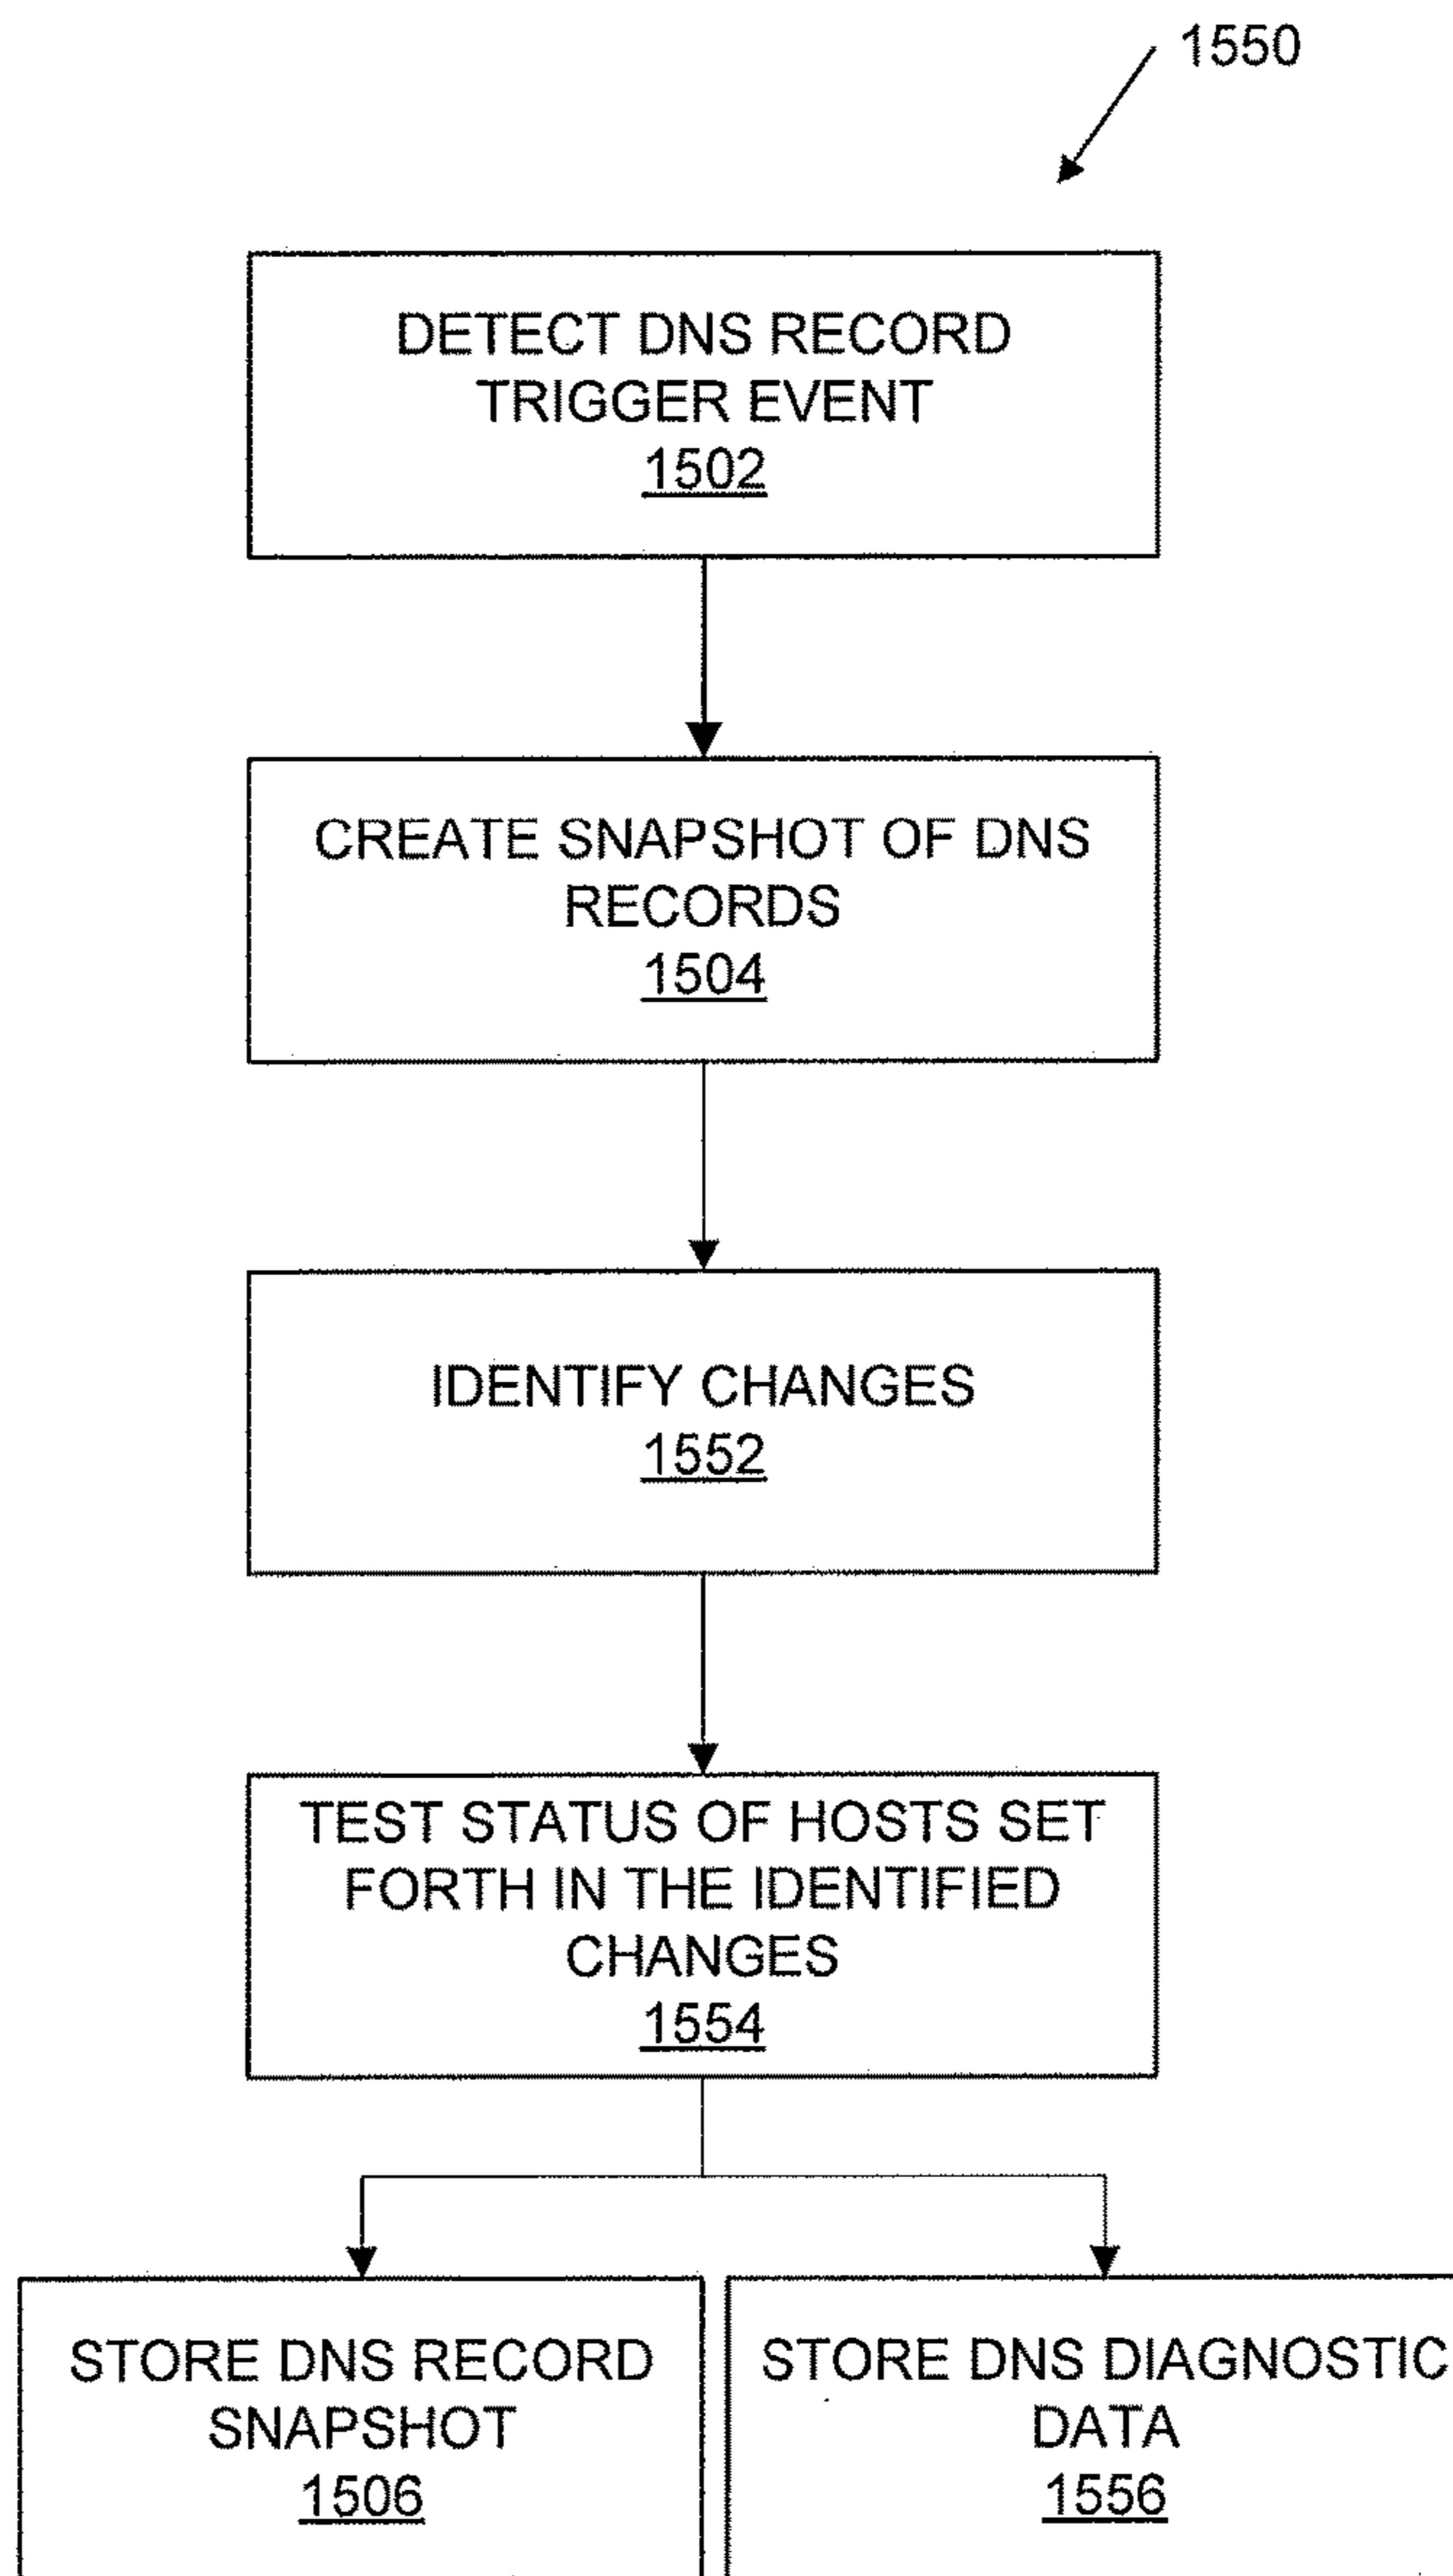 1550
DETECT DNS RECORD
TRIGGER EVENT
1502
CREATE SNAPSHOT OF DNS
RECORDS
1504
IDENTIFY CHANGES
1552
TEST STATUS OF HOSTS SET
FORTH IN THE IDENTIFIED
CHANGES
1554
STORE DNS RECORD
SNAPSHOT
1506
STORE DNS DIAGNOSTIC
DATA
1556